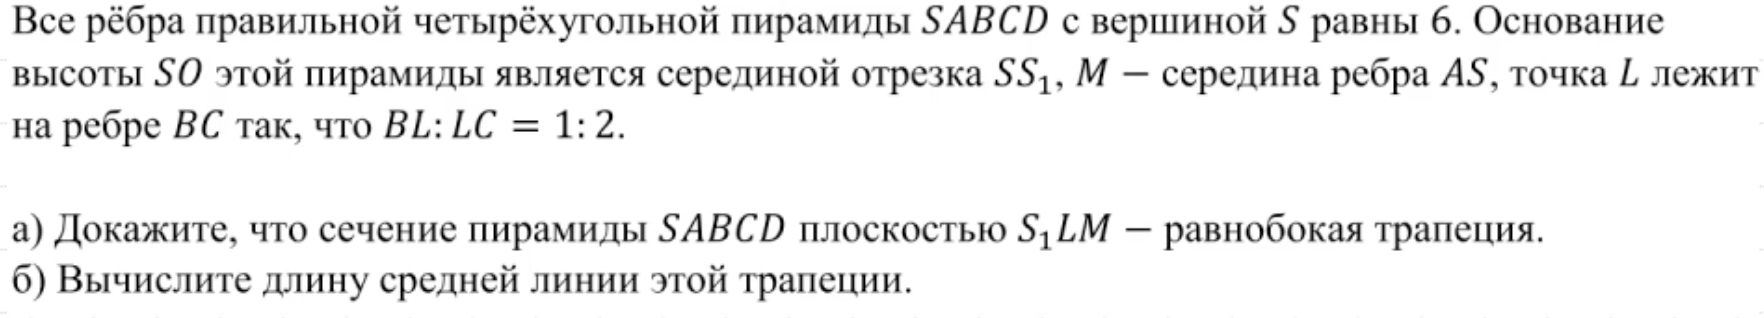 Все рёбра правильной четырёхугольной пирамиды SABCD с вершиной S равны 6. Основание
высоты SO этой пирамиды является серединой отрезка SS₁, M — середина ребра AS, точка L лежит
на ребре BC так, что BL: LC = 1: 2.
а) Докажите, что сечение пирамиды SABCD плоскостью S₁LM — равнобокая трапеция.
б) Вычислите длину средней линии этой трапеции.